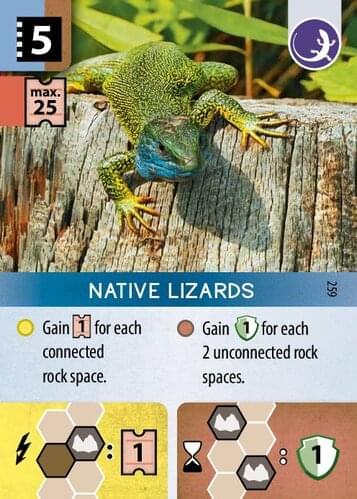 5
max.
25
NATIVE LIZARDS
259
Gain 1 for each
connected
rock space.
Gain 1 for each
2 unconnected rock
spaces.
: 1
: 1